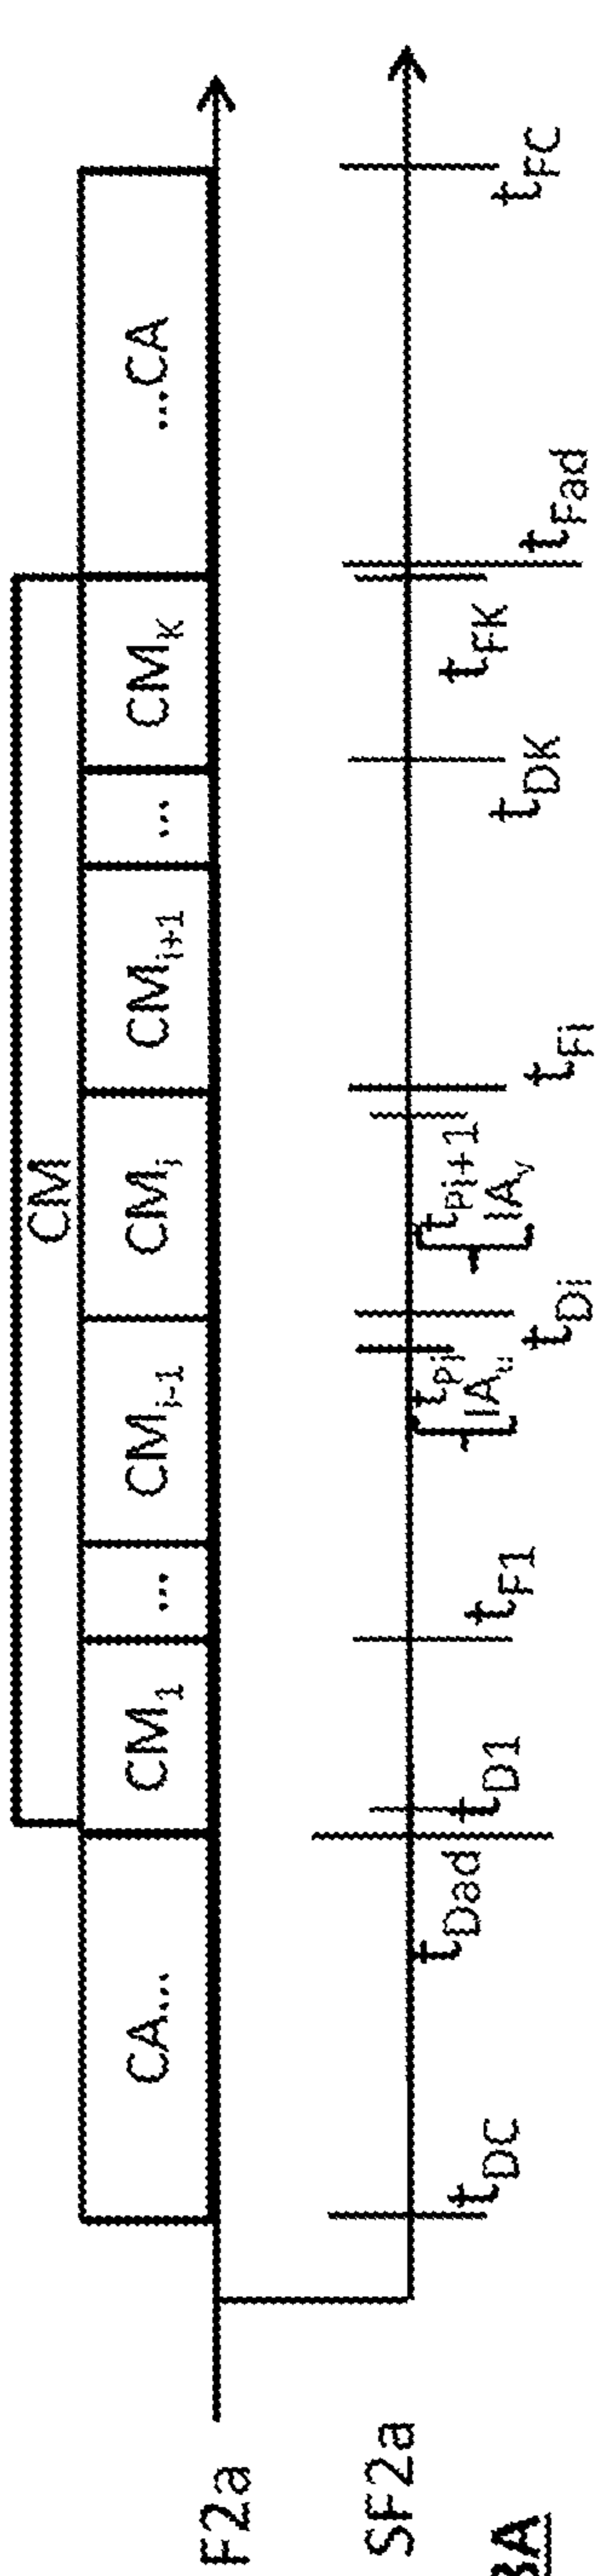 CM
CA...
CM1
...
CMi-1
CMi
CMi+1
...
CMK
...CA
F2a
SF2a
tDC
tDad
tD1
tF1
tPi
IAu
tDi
tPi+1
IAv
tFi
tDK
tFK
tFad
tFC